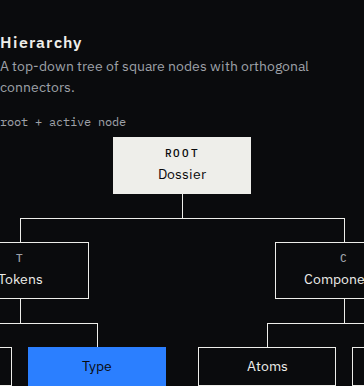 Hierarchy
A top-down tree of square nodes with orthogonal
connectors.
root + active node
ROOT
Dossier
T
C
Tokens
Type
Atoms